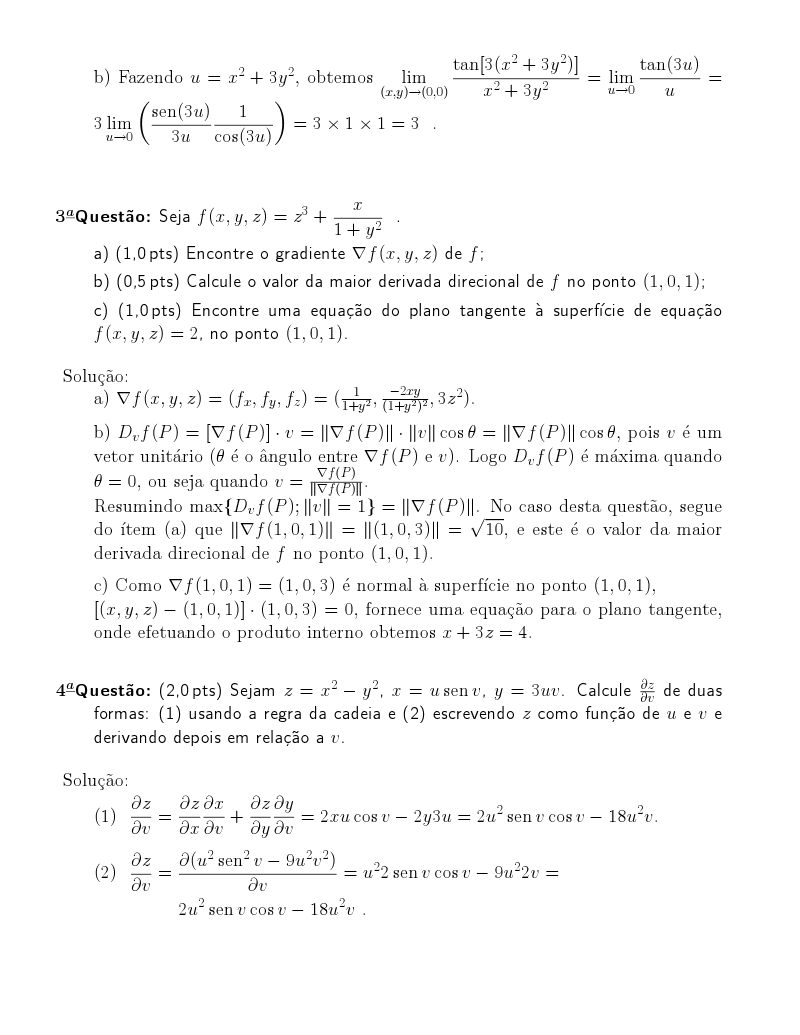 b) Fazendo u = x² + 3y², obtemos lim_{(x,y)→(0,0)} tan[3(x² + 3y²)] / (x² + 3y²) = lim_{u→0} tan(3u)/u =
3 lim_{u→0} ( sen(3u)/3u 1/cos(3u) ) = 3 × 1 × 1 = 3 .
3ªQuestão: Seja f(x, y, z) = z³ + x/(1 + y²) .
a) (1,0 pts) Encontre o gradiente ∇f(x, y, z) de f;
b) (0,5 pts) Calcule o valor da maior derivada direcional de f no ponto (1, 0, 1);
c) (1,0 pts) Encontre uma equação do plano tangente à superfície de equação
f(x, y, z) = 2, no ponto (1, 0, 1).
Solução:
a) ∇f(x, y, z) = (f_x, f_y, f_z) = (1/(1+y²), −2xy/(1+y²)², 3z²).
b) D_v f(P) = [∇f(P)] · v = ‖∇f(P)‖ · ‖v‖ cos θ = ‖∇f(P)‖ cos θ, pois v é um
vetor unitário (θ é o ângulo entre ∇f(P) e v). Logo D_v f(P) é máxima quando
θ = 0, ou seja quando v = ∇f(P)/‖∇f(P)‖.
Resumindo max{D_v f(P); ‖v‖ = 1} = ‖∇f(P)‖. No caso desta questão, segue
do ítem (a) que ‖∇f(1, 0, 1)‖ = ‖(1, 0, 3)‖ = √10, e este é o valor da maior
derivada direcional de f no ponto (1, 0, 1).
c) Como ∇f(1, 0, 1) = (1, 0, 3) é normal à superfície no ponto (1, 0, 1),
[(x, y, z) − (1, 0, 1)] · (1, 0, 3) = 0, fornece uma equação para o plano tangente,
onde efetuando o produto interno obtemos x + 3z = 4.
4ªQuestão: (2,0 pts) Sejam z = x² − y², x = u sen v, y = 3uv. Calcule ∂z/∂v de duas
formas: (1) usando a regra da cadeia e (2) escrevendo z como função de u e v e
derivando depois em relação a v.
Solução:
(1) ∂z/∂v = ∂z/∂x ∂x/∂v + ∂z/∂y ∂y/∂v = 2xu cos v − 2y3u = 2u² sen v cos v − 18u²v.
(2) ∂z/∂v = ∂(u² sen² v − 9u²v²)/∂v = u²2 sen v cos v − 9u²2v =
2u² sen v cos v − 18u²v .